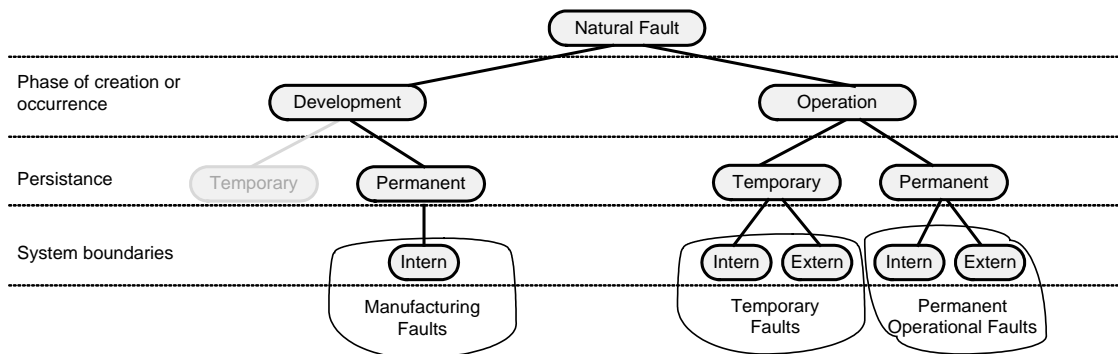 Natural Fault
Phase of creation or
occurrence
Development
Operation
Persistance
Temporary
Permanent
Temporary
Permanent
System boundaries
Intern
Intern
Extern
Intern
Extern
Manufacturing
Faults
Temporary
Faults
Permanent
Operational Faults